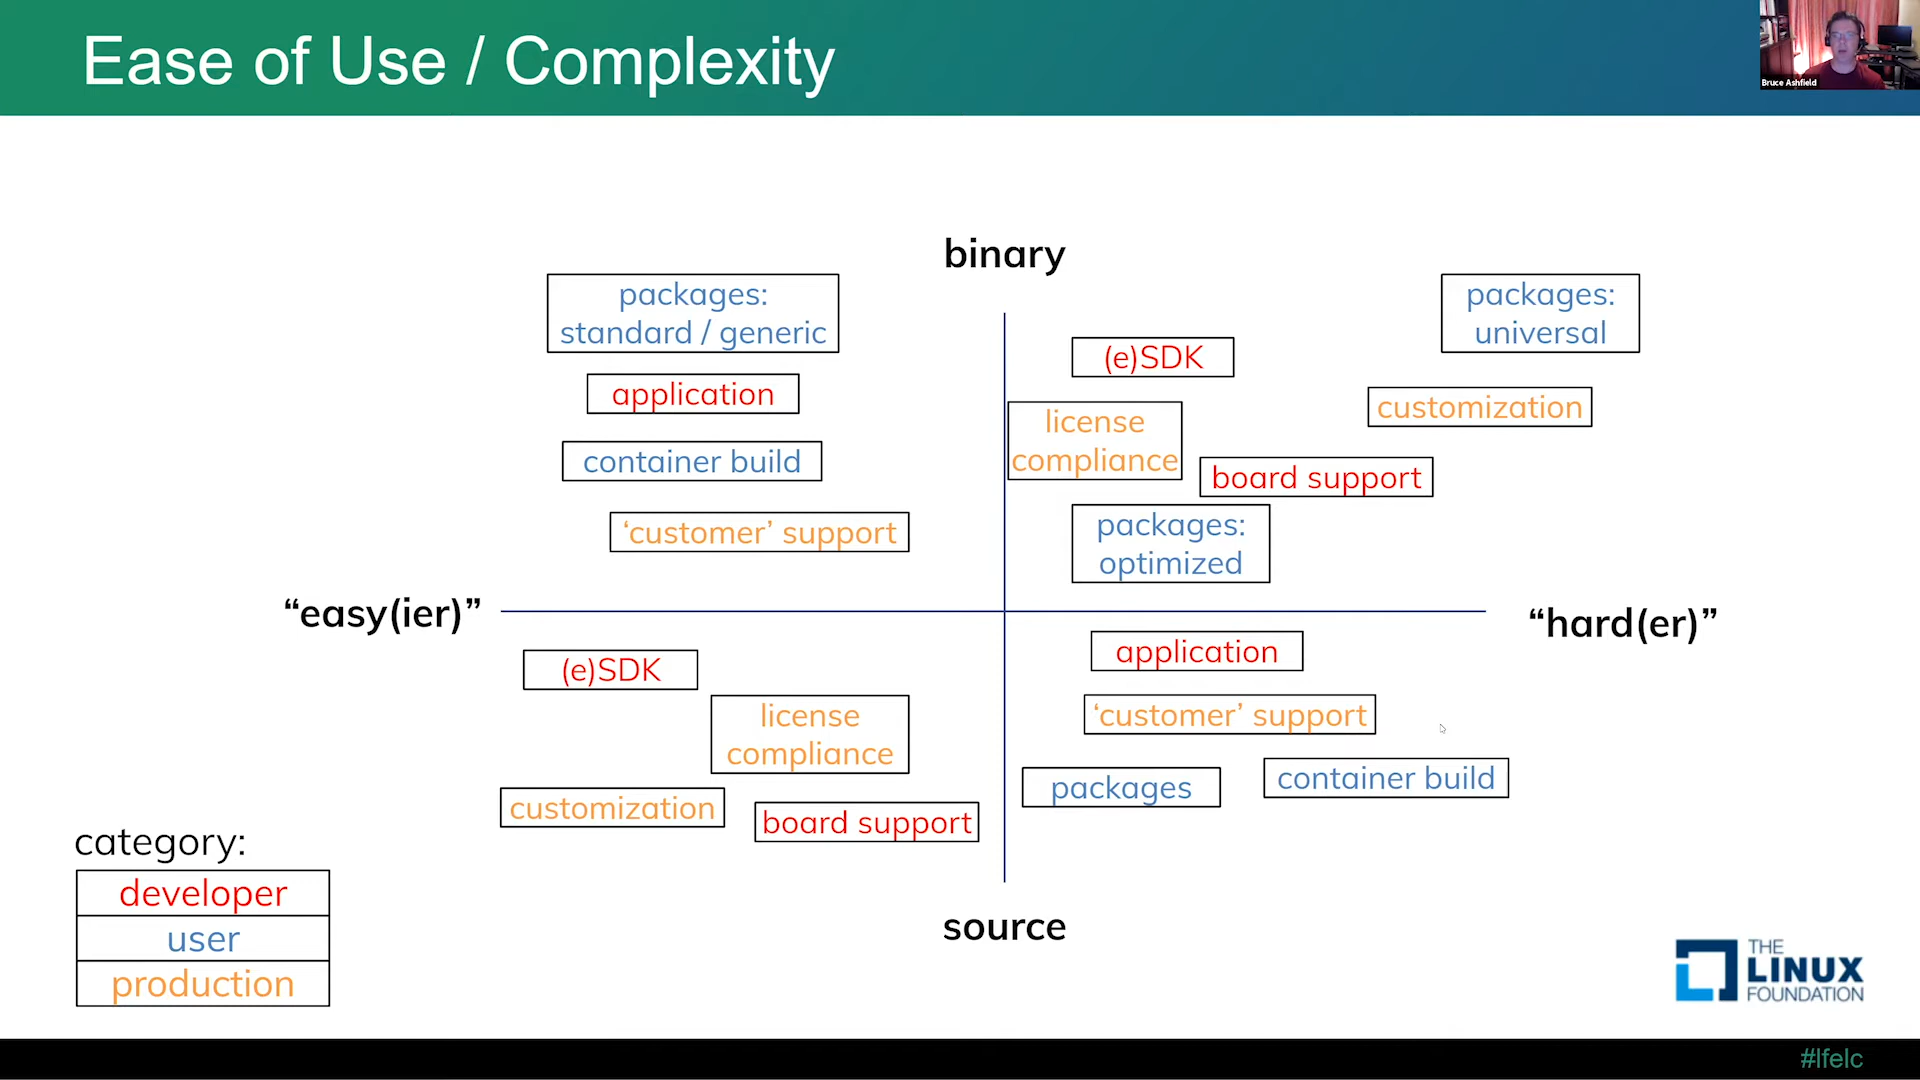 Ease of Use / Complexity
Bruce Ashfield
binary
packages:
standard / generic
packages:
universal
(e)SDK
application
customization
license
compliance
container build
board support
‘customer’ support
packages:
optimized
“easy(ier)”
“hard(er)”
(e)SDK
application
license
compliance
‘customer’ support
customization
board support
packages
container build
category:
developer
user
production
source
THE
LINUX
FOUNDATION
#lfelc